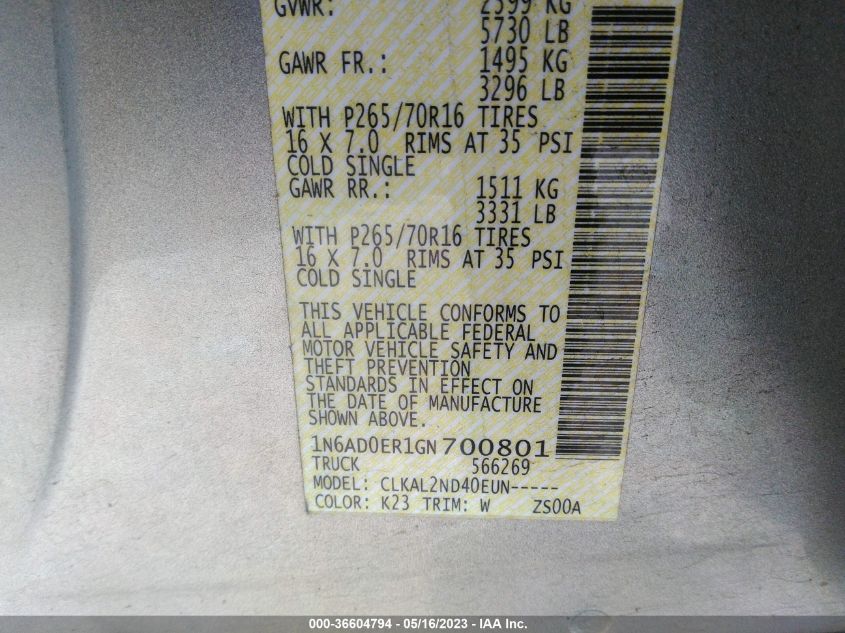 GVWR: 2599 KG
5730 LB
GAWR FR.: 1495 KG
3296 LB
WITH P265/70R16 TIRES
16 X 7.0 RIMS AT 35 PSI
COLD SINGLE
GAWR RR.: 1511 KG
3331 LB
WITH P265/70R16 TIRES
16 X 7.0 RIMS AT 35 PSI
COLD SINGLE
THIS VEHICLE CONFORMS TO
ALL APPLICABLE FEDERAL
MOTOR VEHICLE SAFETY AND
THEFT PREVENTION
STANDARDS IN EFFECT ON
THE DATE OF MANUFACTURE
SHOWN ABOVE.
1N6AD0ER1GN700801
TRUCK 566269
MODEL: CLKAL2ND40EUN-----
COLOR: K23 TRIM: W ZS00A
000-36604794 - 05/16/2023 - IAA Inc.